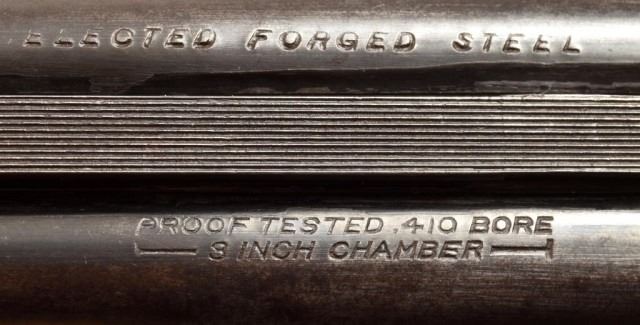 ELECTED FORGED STEEL
PROOF TESTED .410 BORE
3 INCH CHAMBER